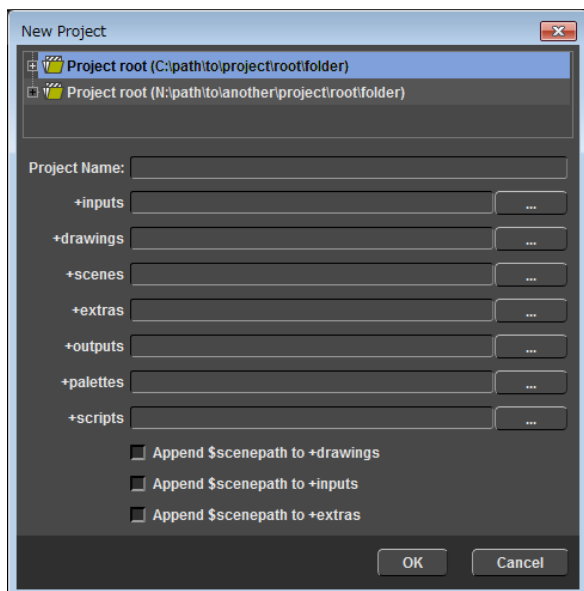 New Project
Project root (C:\path\to\project\root\folder)
Project root (N:\path\to\another\project\root\folder)
Project Name:
+inputs ...
+drawings ...
+scenes ...
+extras ...
+outputs ...
+palettes ...
+scripts ...
Append $scenepath to +drawings
Append $scenepath to +inputs
Append $scenepath to +extras
OK Cancel